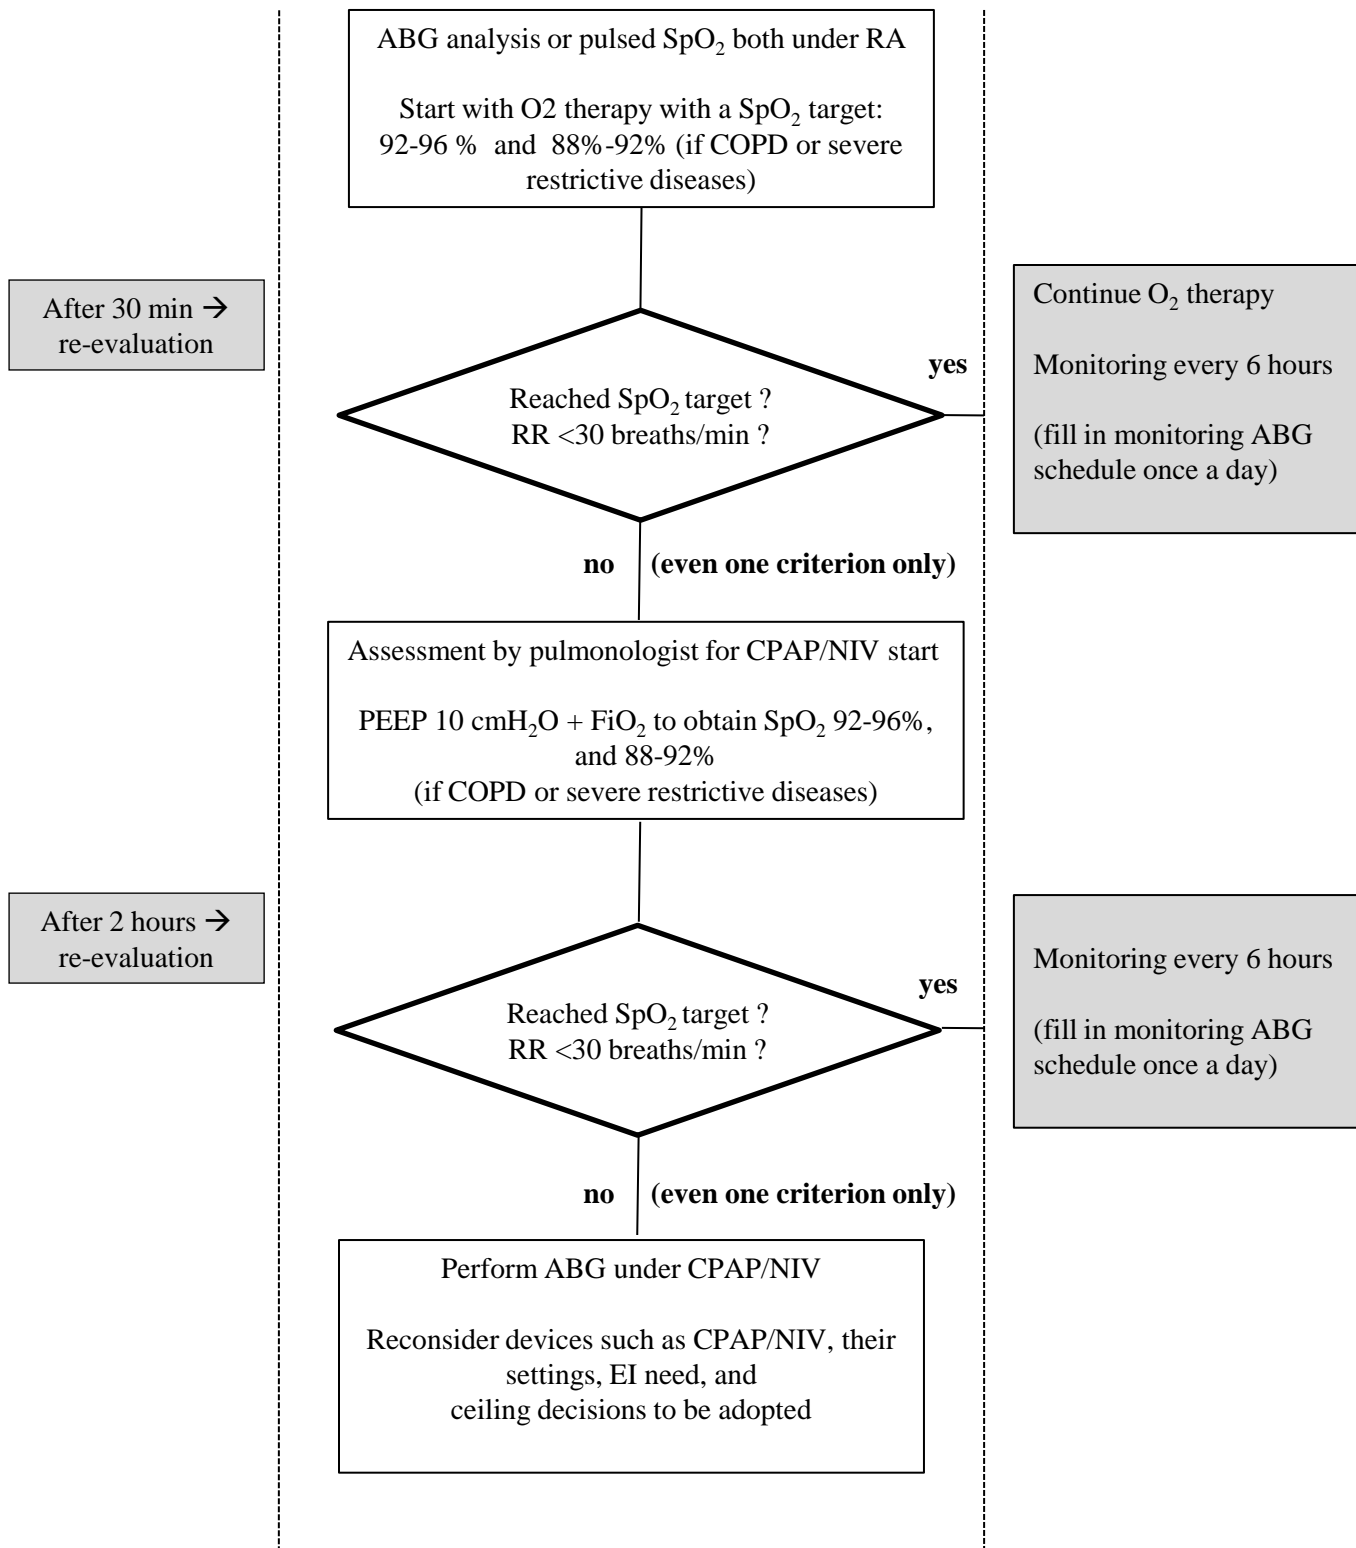 ABG analysis or pulsed SpO₂ both under RA
Start with O2 therapy with a SpO₂ target:
92-96 % and 88%-92% (if COPD or severe
restrictive diseases)
After 30 min →
re-evaluation
Reached SpO₂ target ?
RR <30 breaths/min ?
yes
Continue O₂ therapy
Monitoring every 6 hours
(fill in monitoring ABG
schedule once a day)
no (even one criterion only)
Assessment by pulmonologist for CPAP/NIV start
PEEP 10 cmH₂O + FiO₂ to obtain SpO₂ 92-96%,
and 88-92%
(if COPD or severe restrictive diseases)
After 2 hours →
re-evaluation
Reached SpO₂ target ?
RR <30 breaths/min ?
yes
Monitoring every 6 hours
(fill in monitoring ABG
schedule once a day)
no (even one criterion only)
Perform ABG under CPAP/NIV
Reconsider devices such as CPAP/NIV, their
settings, EI need, and
ceiling decisions to be adopted